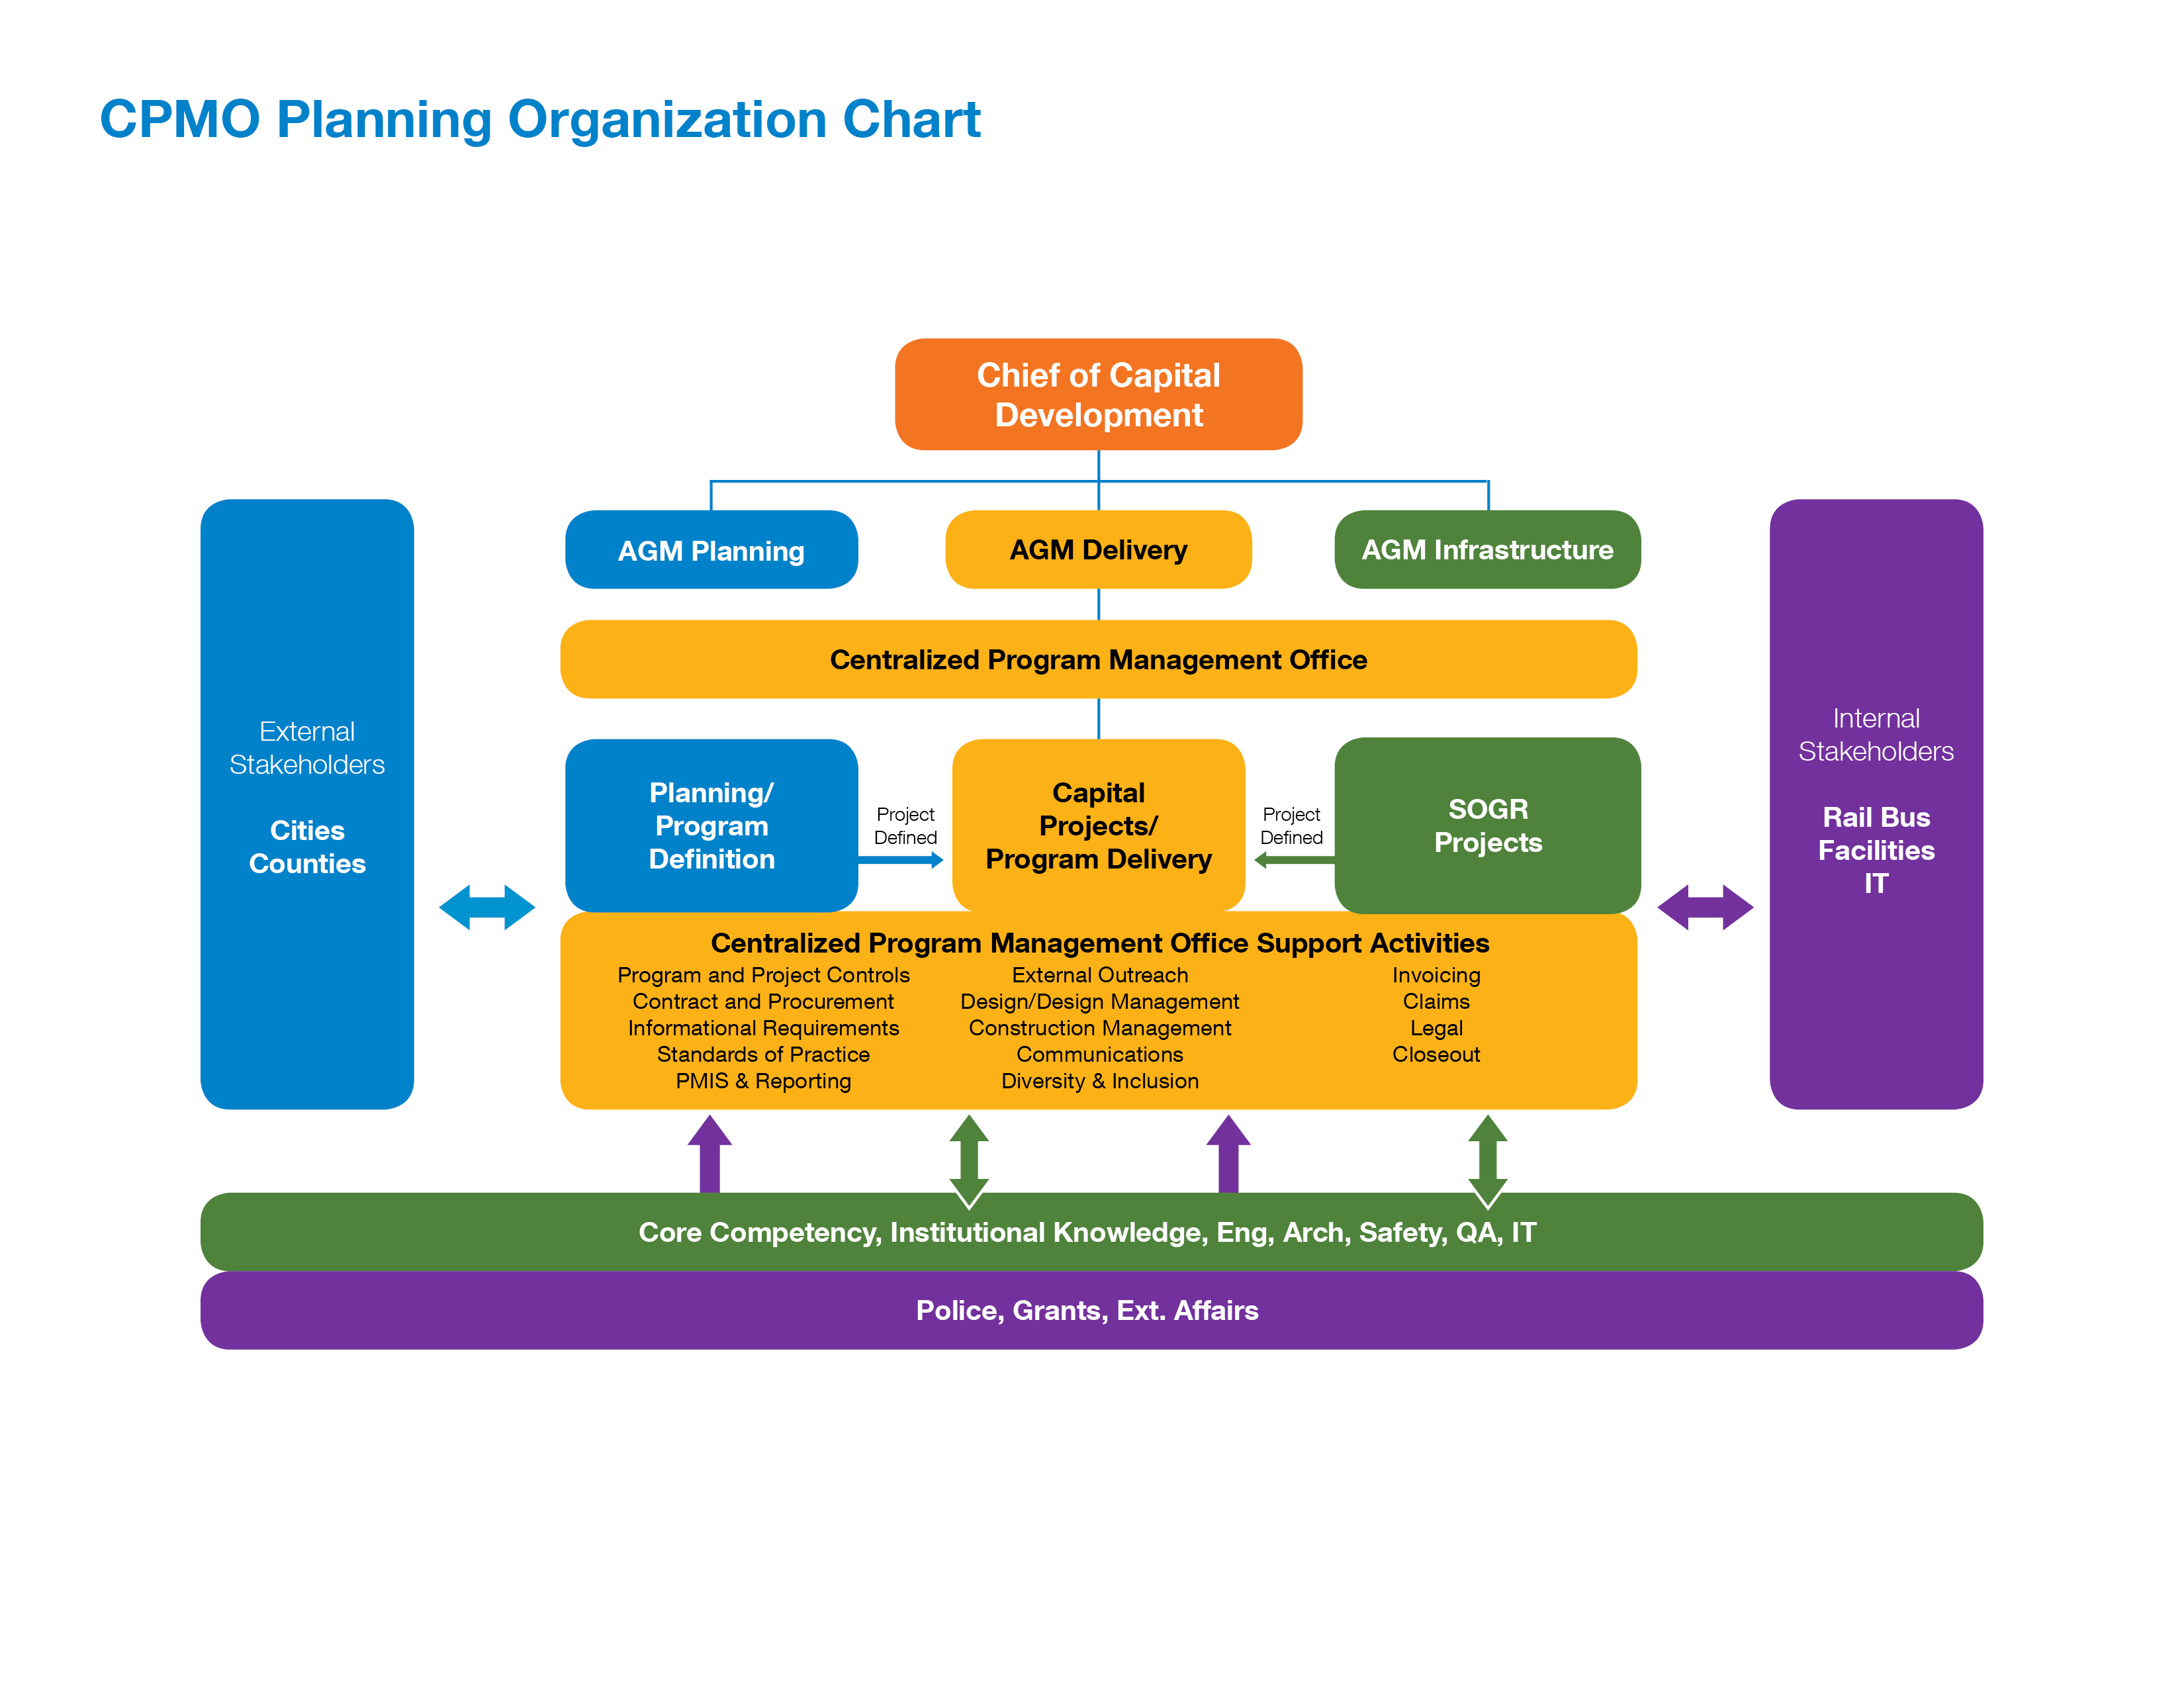 CPMO Planning Organization Chart
Chief of Capital
Development
AGM Planning
AGM Delivery
AGM Infrastructure
Centralized Program Management Office
External
Stakeholders
Cities
Counties
Planning/
Program
Definition
Project
Defined
Capital
Projects/
Program Delivery
Project
Defined
SOGR
Projects
Internal
Stakeholders
Rail Bus
Facilities
IT
Centralized Program Management Office Support Activities
Program and Project Controls
Contract and Procurement
Informational Requirements
Standards of Practice
PMIS & Reporting
External Outreach
Design/Design Management
Construction Management
Communications
Diversity & Inclusion
Invoicing
Claims
Legal
Closeout
Core Competency, Institutional Knowledge, Eng, Arch, Safety, QA, IT
Police, Grants, Ext. Affairs